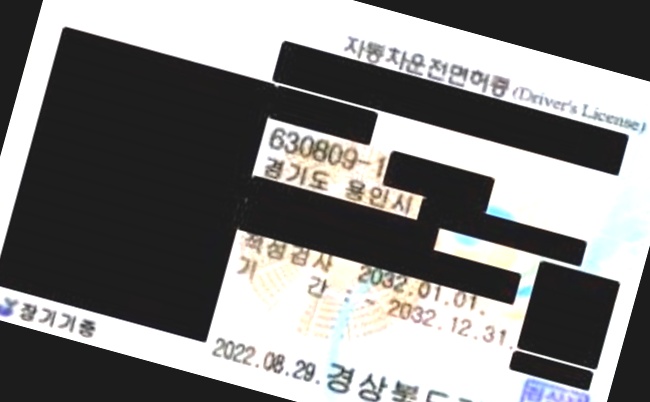 자동차운전면허증 (Driver's License)
630809-1
경기도 용인시
적성검사 2032.01.01.
기 간 : ~ 2032.12.31.
장기기증
2022.08.29. 경상북도